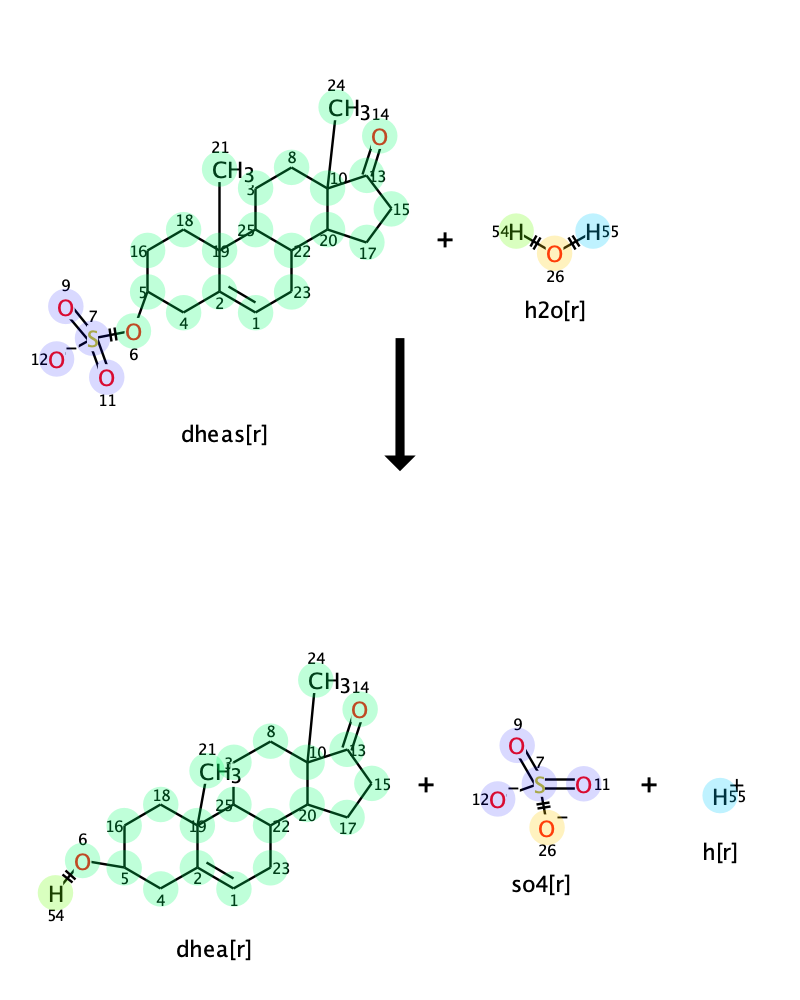 24
CH3 14
O
21
CH3
8
10
13
3
15
18
25
20
16
19
22
17
H2O
54 H H 55
O
26
h2o[r]
+
9
O
5
2
23
7
4
1
S
O
6
12 O −
O
11
dheas[r]
24
CH3 14
O
21
CH3
8
10
13
3
15
18
25
20
16
19
22
17
6
O
5
2
23
H
54
4
1
dhea[r]
+
9
O
7
S
O 11
12 O −
O −
26
so4[r]
+
H + 55
h[r]